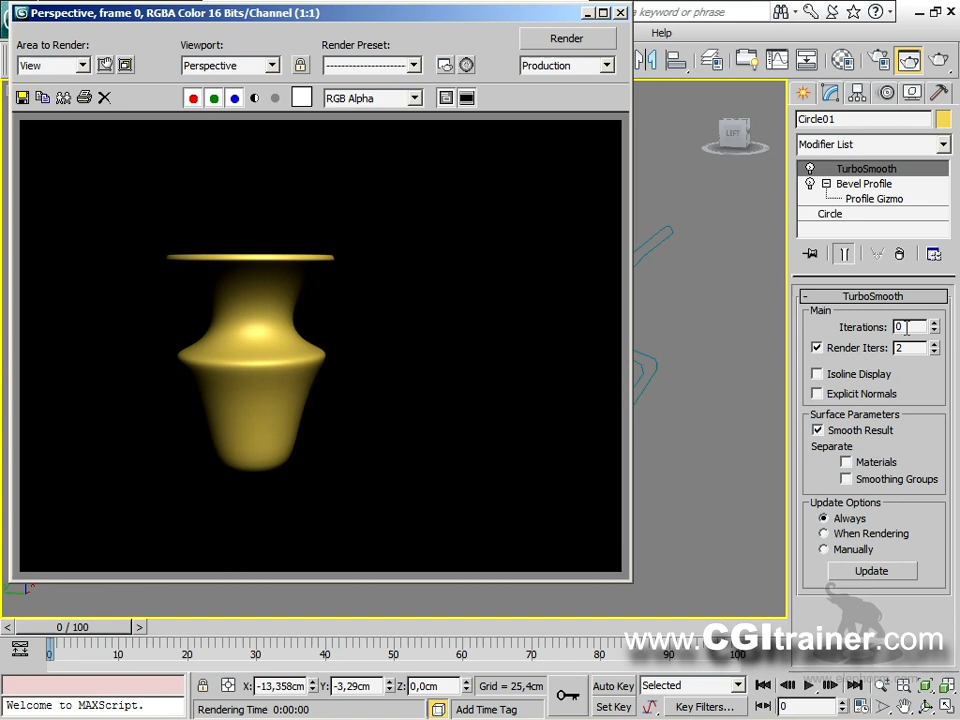 Perspective, frame 0, RGBA Color 16 Bits/Channel (1:1)
a keyword or phrase
Help
Area to Render:
Viewport:
Render Preset:
Render
View
Perspective
Production
RGB Alpha
LEFT
Circle01
Modifier List
TurboSmooth
Bevel Profile
Profile Gizmo
Circle
TurboSmooth
Main
Iterations: 0
Render Iters: 2
Isoline Display
Explicit Normals
Surface Parameters
Smooth Result
Separate
Materials
Smoothing Groups
Update Options
Always
When Rendering
Manually
Update
0 / 100
0 10 20 30 40 50 60 70 80 90 100
www.CGItrainer.com
X: -13,358cm Y: -3,29cm Z: 0,0cm Grid = 25,4cm
Auto Key Selected
Welcome to MAXScript.
Rendering Time 0:00:00
Add Time Tag
Set Key
Key Filters...
0